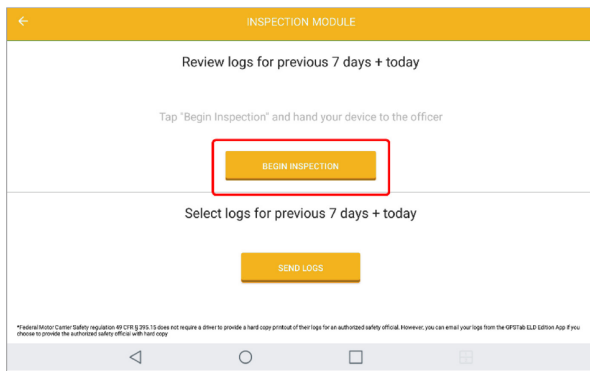 INSPECTION MODULE
Review logs for previous 7 days + today
Tap "Begin Inspection" and hand your device to the officer
BEGIN INSPECTION
Select logs for previous 7 days + today
SEND LOGS
*Federal Motor Carrier Safety regulation 49 CFR § 395.15 does not require a driver to provide a hard copy printout of their logs for an authorized safety official. However, you can email your logs from the GPSTab ELD Edition App if you
choose to provide the authorized safety official with hard copy